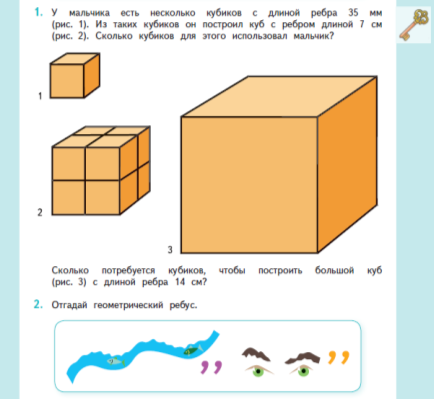 1. У мальчика есть несколько кубиков с длиной ребра 35 мм
(рис. 1). Из таких кубиков он построил куб с ребром длиной 7 см
(рис. 2). Сколько кубиков для этого использовал мальчик?
1
2
3
Сколько потребуется кубиков, чтобы построить большой куб
(рис. 3) с длиной ребра 14 см?
2. Отгадай геометрический ребус.
,,
,,